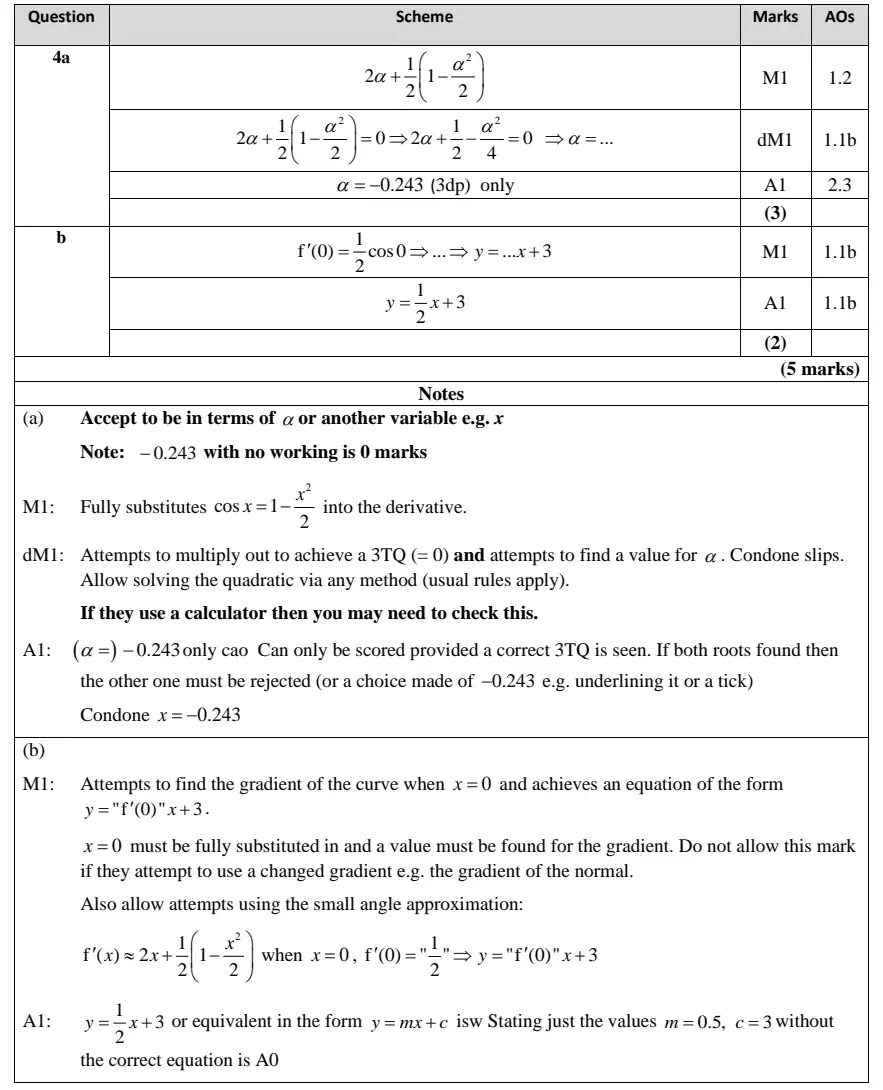 Question Scheme Marks AOs
4a 2α + 1/2(1 − α²/2) M1 1.2
2α + 1/2(1 − α²/2) = 0 ⇒ 2α + 1/2 − α²/4 = 0 ⇒ α = ... dM1 1.1b
α = −0.243 (3dp) only A1 2.3
(3)
b f′(0) = 1/2 cos 0 ⇒ ... ⇒ y = ...x + 3 M1 1.1b
y = 1/2 x + 3 A1 1.1b
(2)
(5 marks)
Notes
(a) Accept to be in terms of α or another variable e.g. x
Note: −0.243 with no working is 0 marks
M1: Fully substitutes cos x = 1 − x²/2 into the derivative.
dM1: Attempts to multiply out to achieve a 3TQ (= 0) and attempts to find a value for α. Condone slips.
Allow solving the quadratic via any method (usual rules apply).
If they use a calculator then you may need to check this.
A1: (α =) −0.243 only cao Can only be scored provided a correct 3TQ is seen. If both roots found then
the other one must be rejected (or a choice made of −0.243 e.g. underlining it or a tick)
Condone x = −0.243
(b)
M1: Attempts to find the gradient of the curve when x = 0 and achieves an equation of the form
y = "f′(0)"x + 3.
x = 0 must be fully substituted in and a value must be found for the gradient. Do not allow this mark
if they attempt to use a changed gradient e.g. the gradient of the normal.
Also allow attempts using the small angle approximation:
f′(x) ≈ 2x + 1/2(1 − x²/2) when x = 0, f′(0) = "1/2" ⇒ y = "f′(0)"x + 3
A1: y = 1/2 x + 3 or equivalent in the form y = mx + c isw Stating just the values m = 0.5, c = 3 without
the correct equation is A0